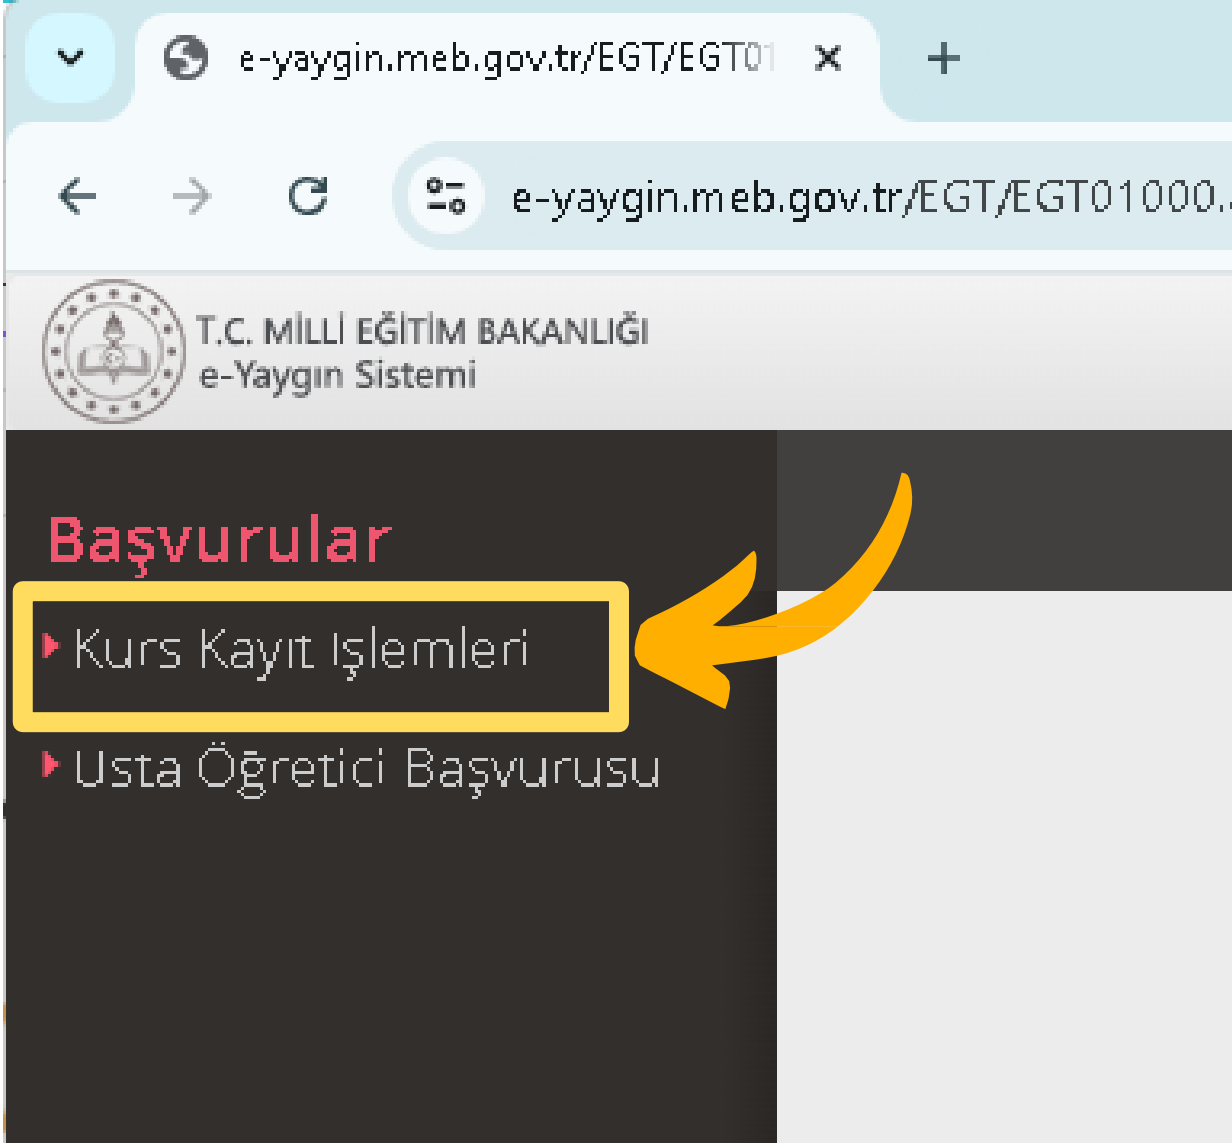 e-yaygin.meb.gov.tr/EGT/EGT01
e-yaygin.meb.gov.tr/EGT/EGT01000.
T.C. MİLLİ EĞİTİM BAKANLIĞI
e-Yaygın Sistemi
Başvurular
Kurs Kayıt Işlemleri
Usta Öğretici Başvurusu